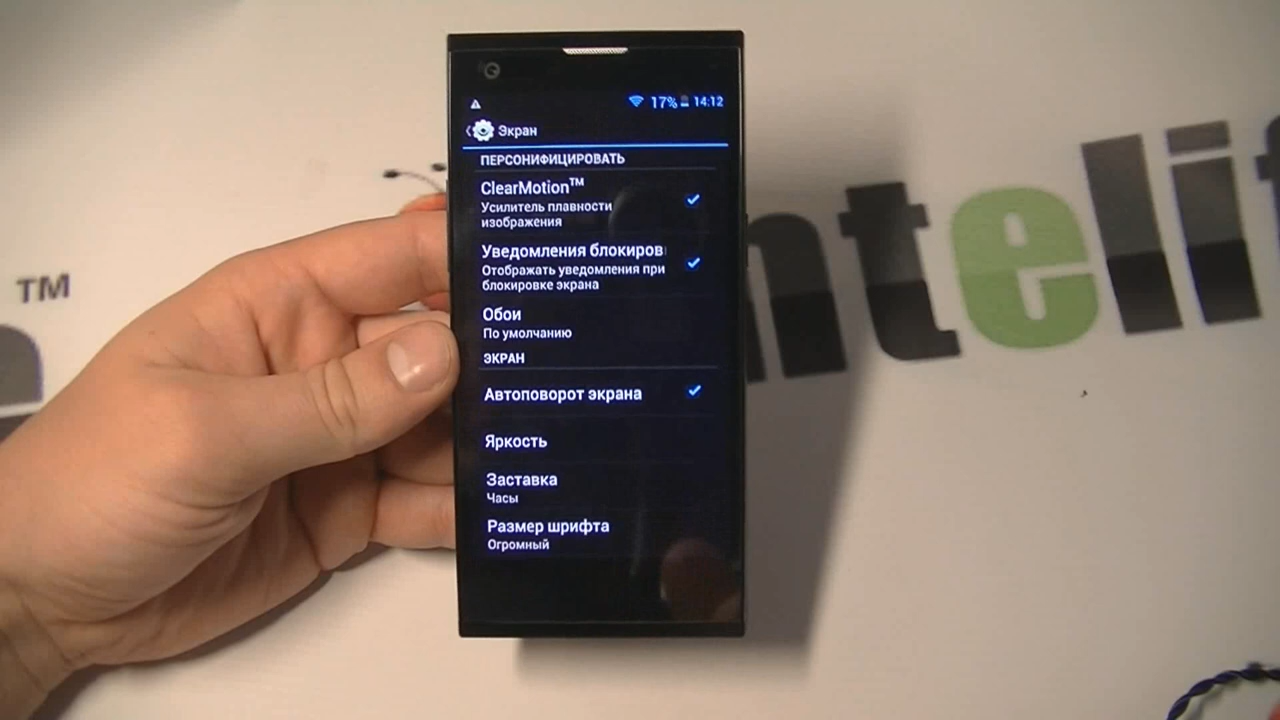 17% 14:12
Экран
ПЕРСОНИФИЦИРОВАТЬ
ClearMotion™
Усилитель плавности
изображения
Уведомления блокиров
Отображать уведомления при
блокировке экрана
Обои
По умолчанию
ЭКРАН
Автоповорот экрана
Яркость
Заставка
Часы
Размер шрифта
Огромный
TM
ntelif